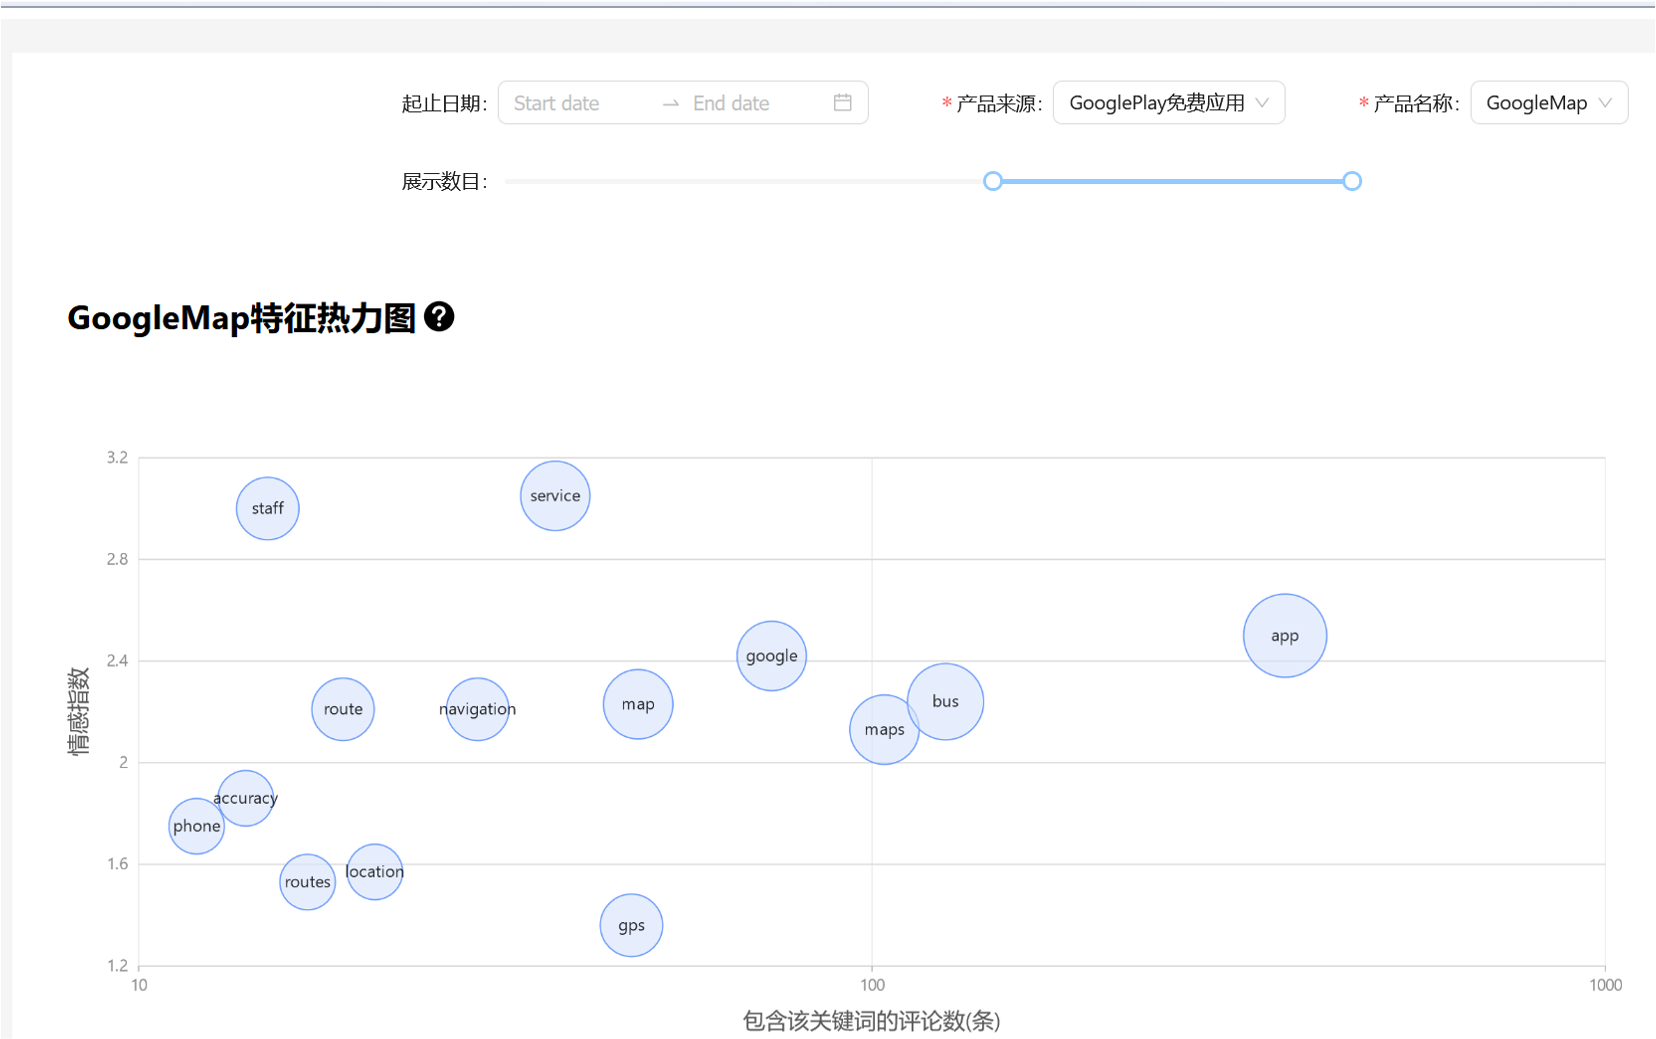 起止日期: Start date → End date * 产品来源: GooglePlay免费应用 * 产品名称: GoogleMap
展示数目:
GoogleMap特征热力图 ?
3.2
service
staff
2.8
app
2.4
google
bus
map
route
navigation
maps
2
accuracy
phone
1.6
location
routes
gps
1.2
10 100 1000
情感指数
包含该关键词的评论数(条)